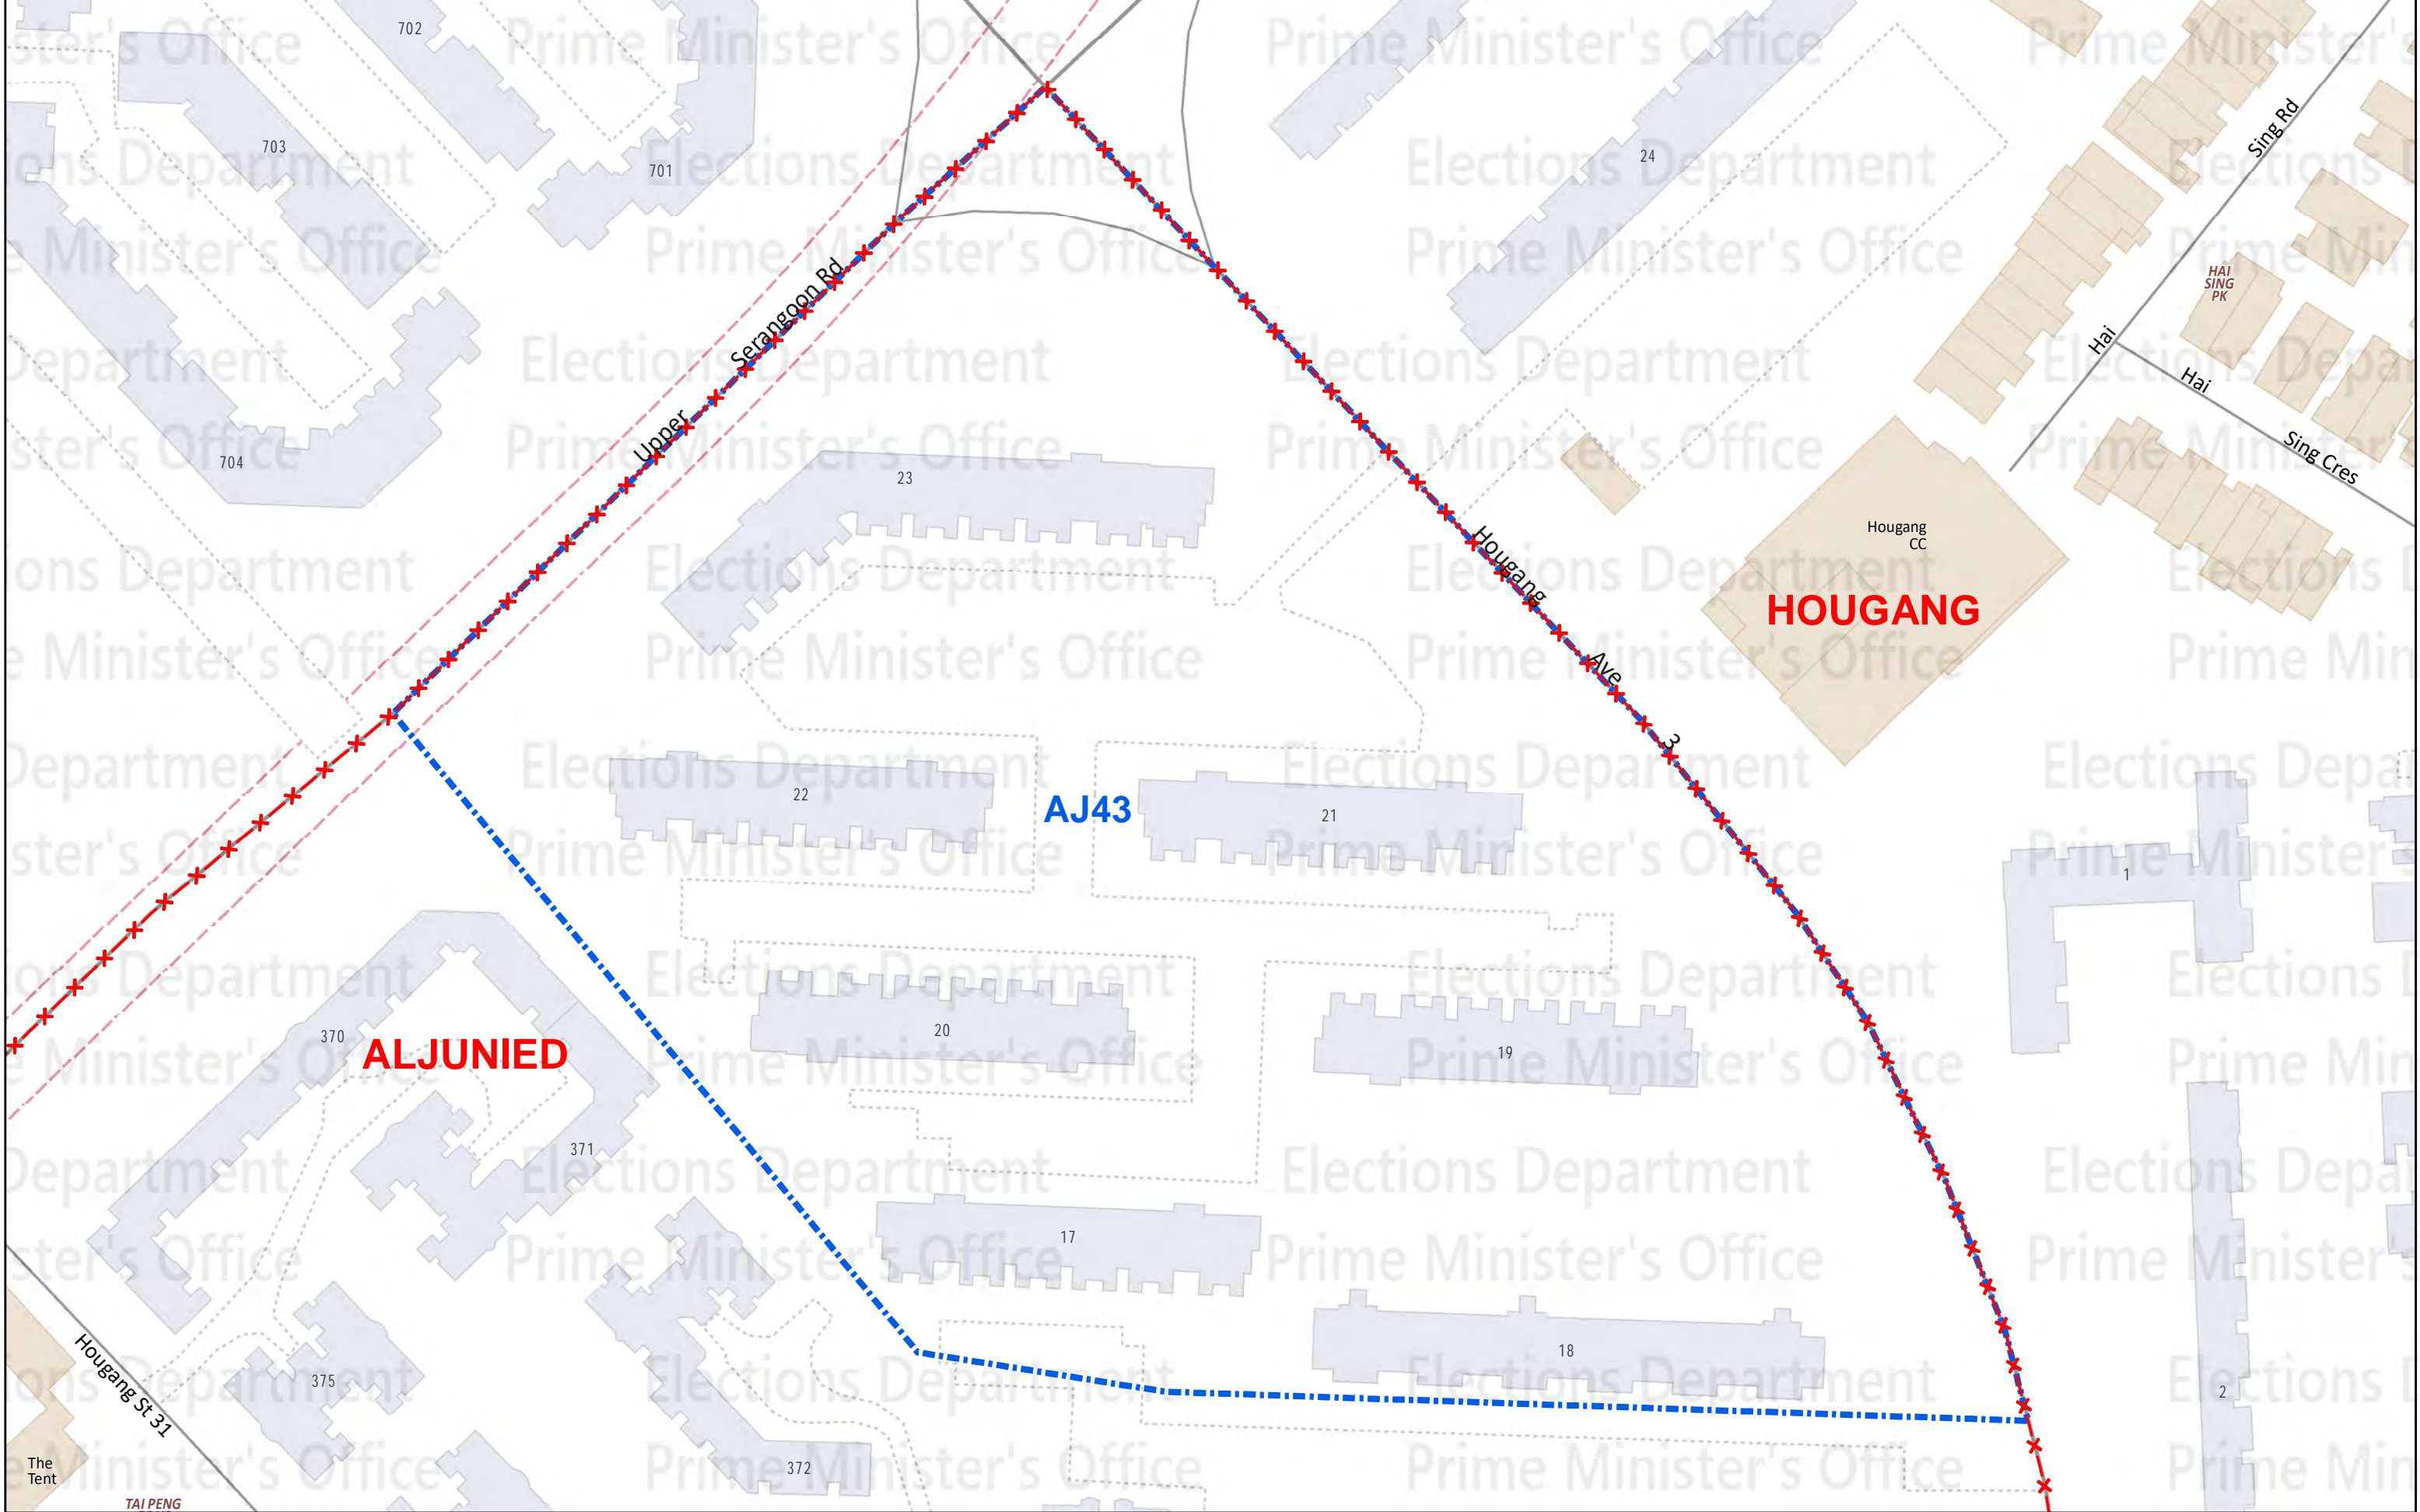 702
703
701
24
Sing Rd
HAI
SING
PK
Hai
Hai
Sing Cres
Upper Serangoon Rd
704
23
Hougang
CC
HOUGANG
Hougang Ave 3
22
AJ43
21
1
370
ALJUNIED
20
19
371
17
18
375
2
Hougang St 31
372
The
Tent
TAI PENG
Prime Minister's Office
Elections Department